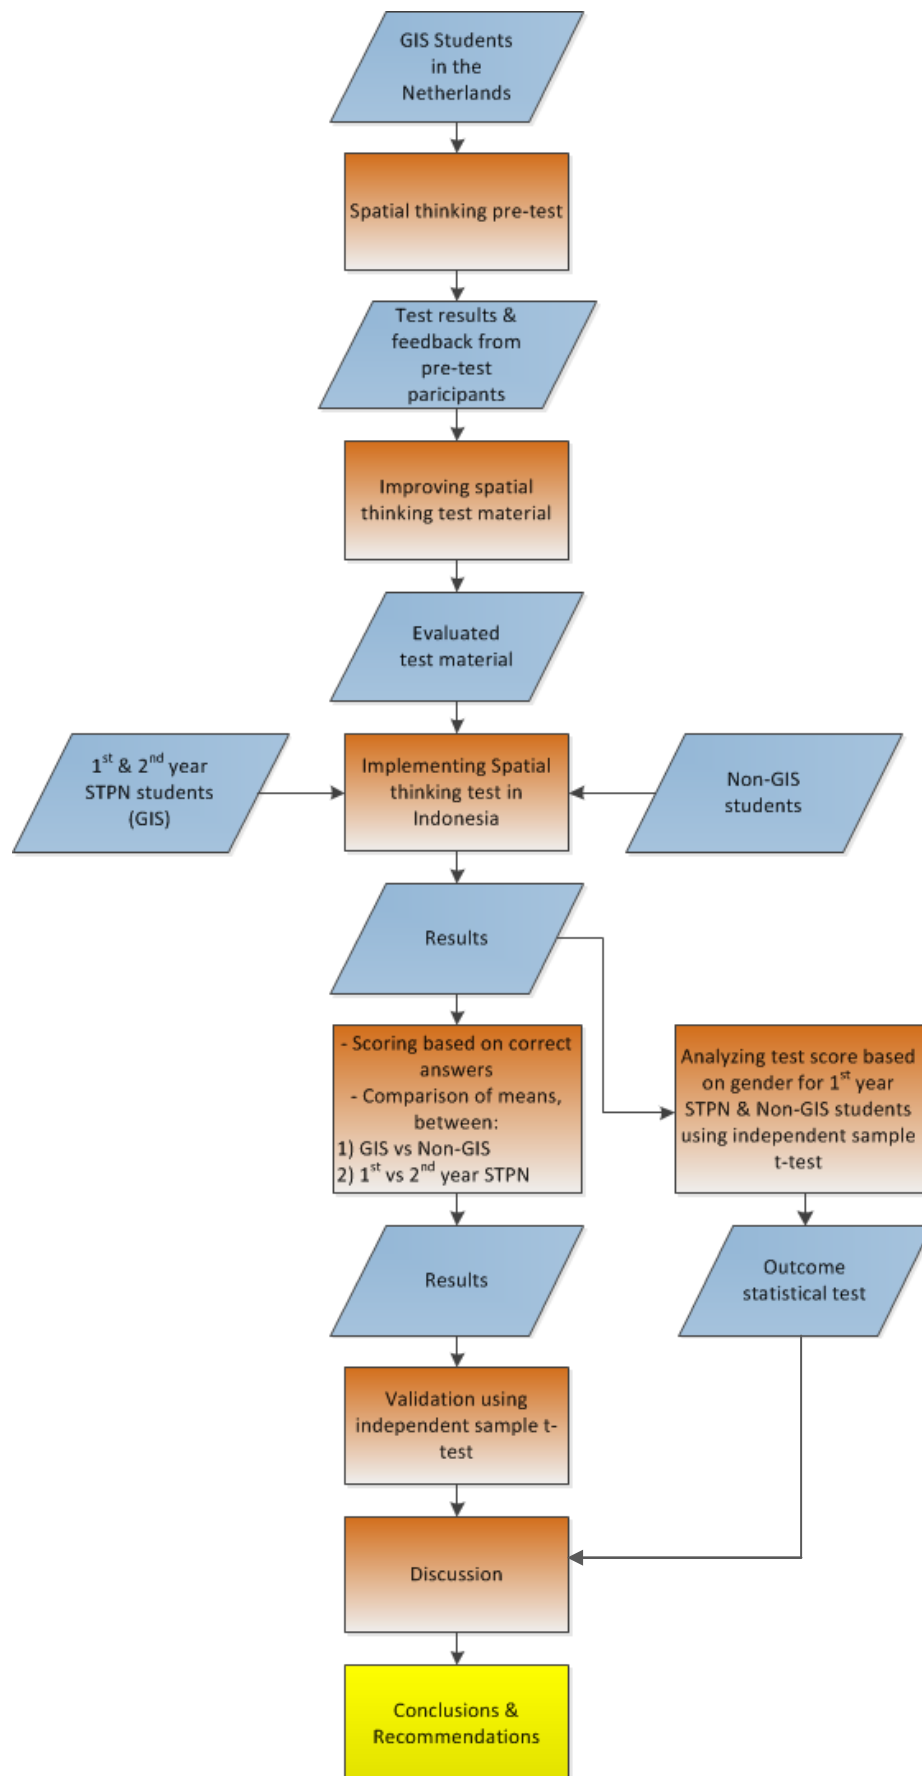 GIS Students
in the
Netherlands
Spatial thinking pre-test
Test results &
feedback from
pre-test
paricipants
Improving spatial
thinking test material
Evaluated
test material
1st & 2nd year
STPN students
(GIS)
Implementing Spatial
thinking test in
Indonesia
Non-GIS
students
Results
- Scoring based on correct
answers
- Comparison of means,
between:
1) GIS vs Non-GIS
2) 1st vs 2nd year STPN
Analyzing test score based
on gender for 1st year
STPN & Non-GIS students
using independent sample
t-test
Results
Outcome
statistical test
Validation using
independent sample t-
test
Discussion
Conclusions &
Recommendations